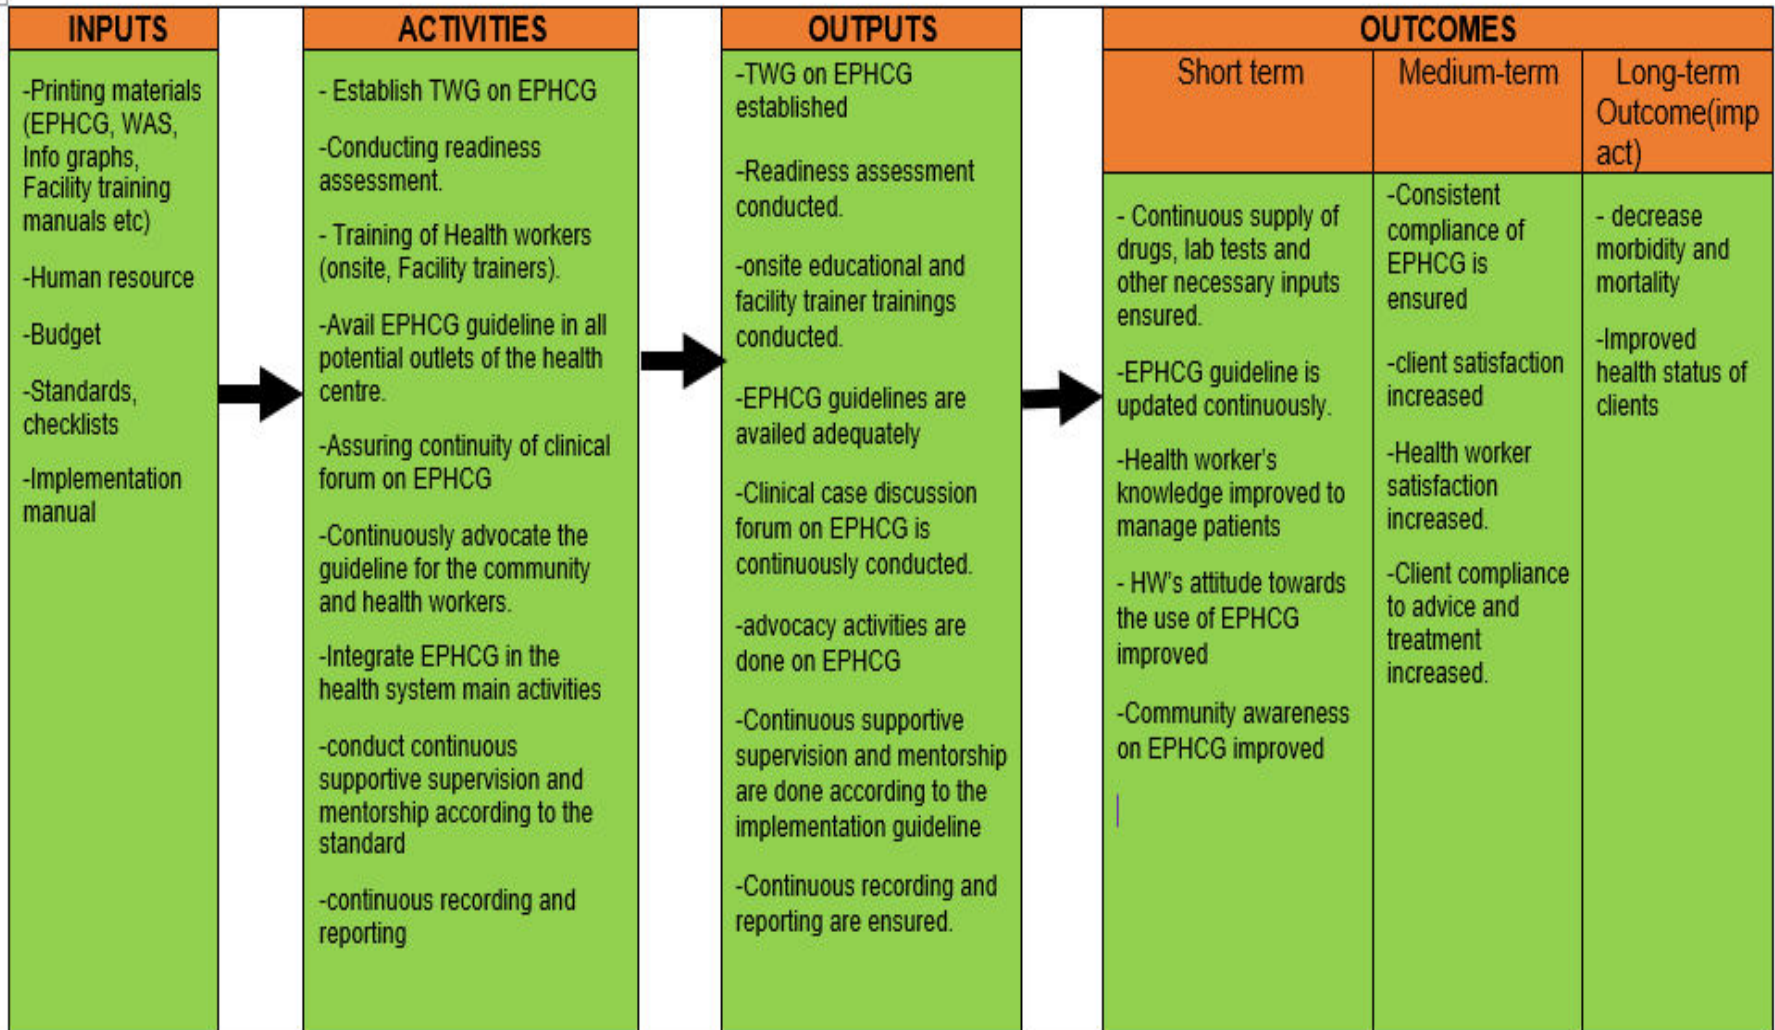 INPUTS
-Printing materials
(EPHCG, WAS,
Info graphs,
Facility training
manuals etc)
-Human resource
-Budget
-Standards,
checklists
-Implementation
manual
ACTIVITIES
- Establish TWG on EPHCG
-Conducting readiness
assessment.
- Training of Health workers
(onsite, Facility trainers).
-Avail EPHCG guideline in all
potential outlets of the health
centre.
-Assuring continuity of clinical
forum on EPHCG
-Continuously advocate the
guideline for the community
and health workers.
-Integrate EPHCG in the
health system main activities
-conduct continuous
supportive supervision and
mentorship according to the
standard
-continuous recording and
reporting
OUTPUTS
-TWG on EPHCG
established
-Readiness assessment
conducted.
-onsite educational and
facility trainer trainings
conducted.
-EPHCG guidelines are
availed adequately
-Clinical case discussion
forum on EPHCG is
continuously conducted.
-advocacy activities are
done on EPHCG
-Continuous supportive
supervision and mentorship
are done according to the
implementation guideline
-Continuous recording and
reporting are ensured.
OUTCOMES
Short term
- Continuous supply of
drugs, lab tests and
other necessary inputs
ensured.
-EPHCG guideline is
updated continuously.
-Health worker's
knowledge improved to
manage patients
- HW's attitude towards
the use of EPHCG
improved
-Community awareness
on EPHCG improved
Medium-term
-Consistent
compliance of
EPHCG is
ensured
-client satisfaction
increased
-Health worker
satisfaction
increased.
-Client compliance
to advice and
treatment
increased.
Long-term
Outcome(imp
act)
- decrease
morbidity and
mortality
-Improved
health status of
clients